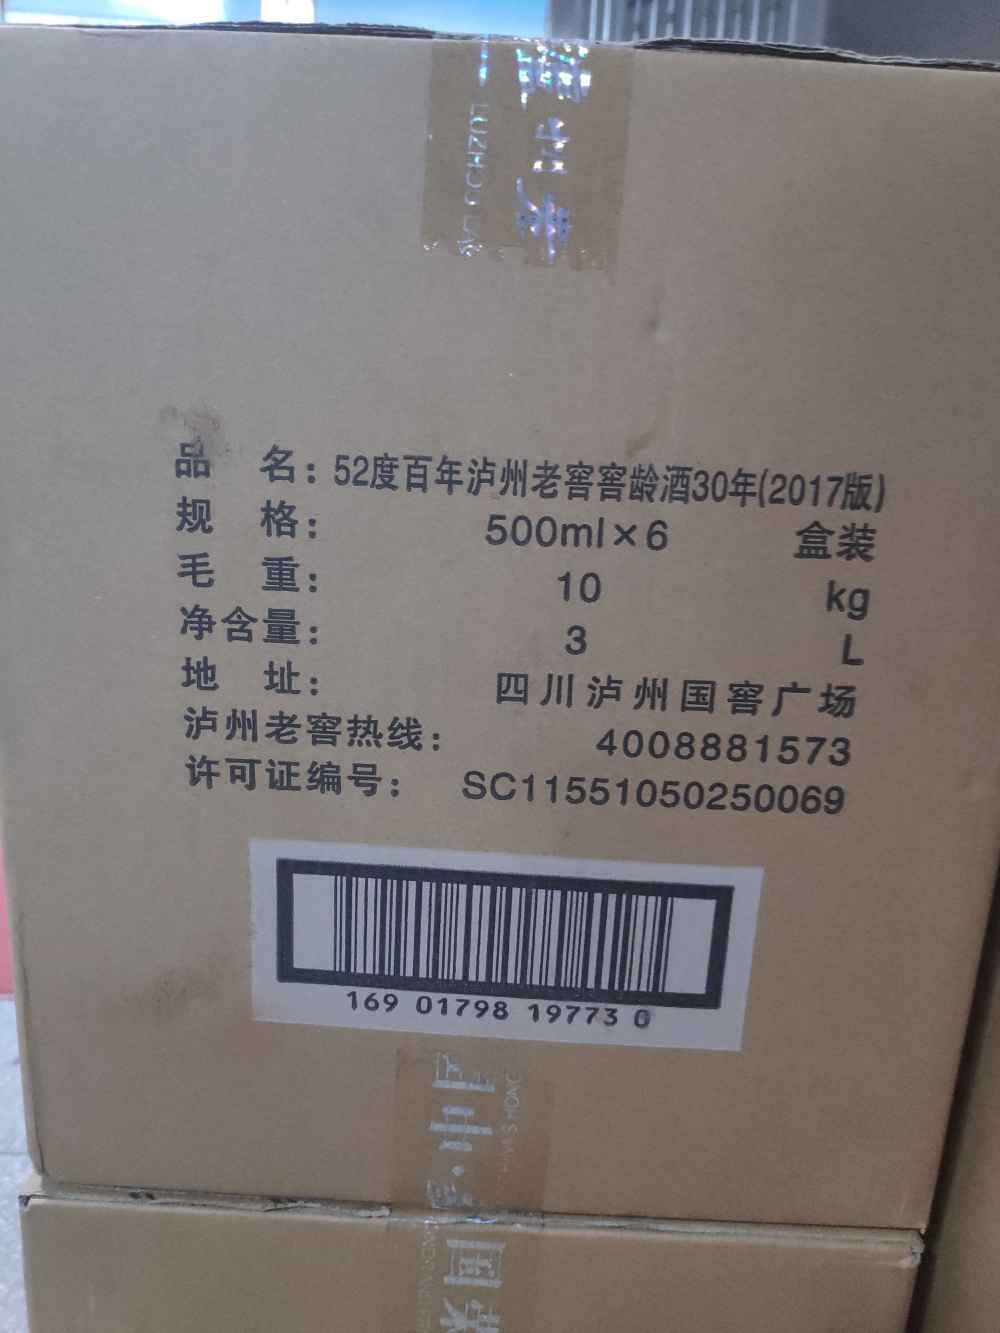 品 名：52度百年泸州老窖窖龄酒30年(2017版)
规 格： 500ml×6 盒装
毛 重： 10 kg
净含量： 3 L
地 址： 四川泸州国窖广场
泸州老窖热线： 4008881573
许可证编号： SC11551050250069
169 01798 19773 0